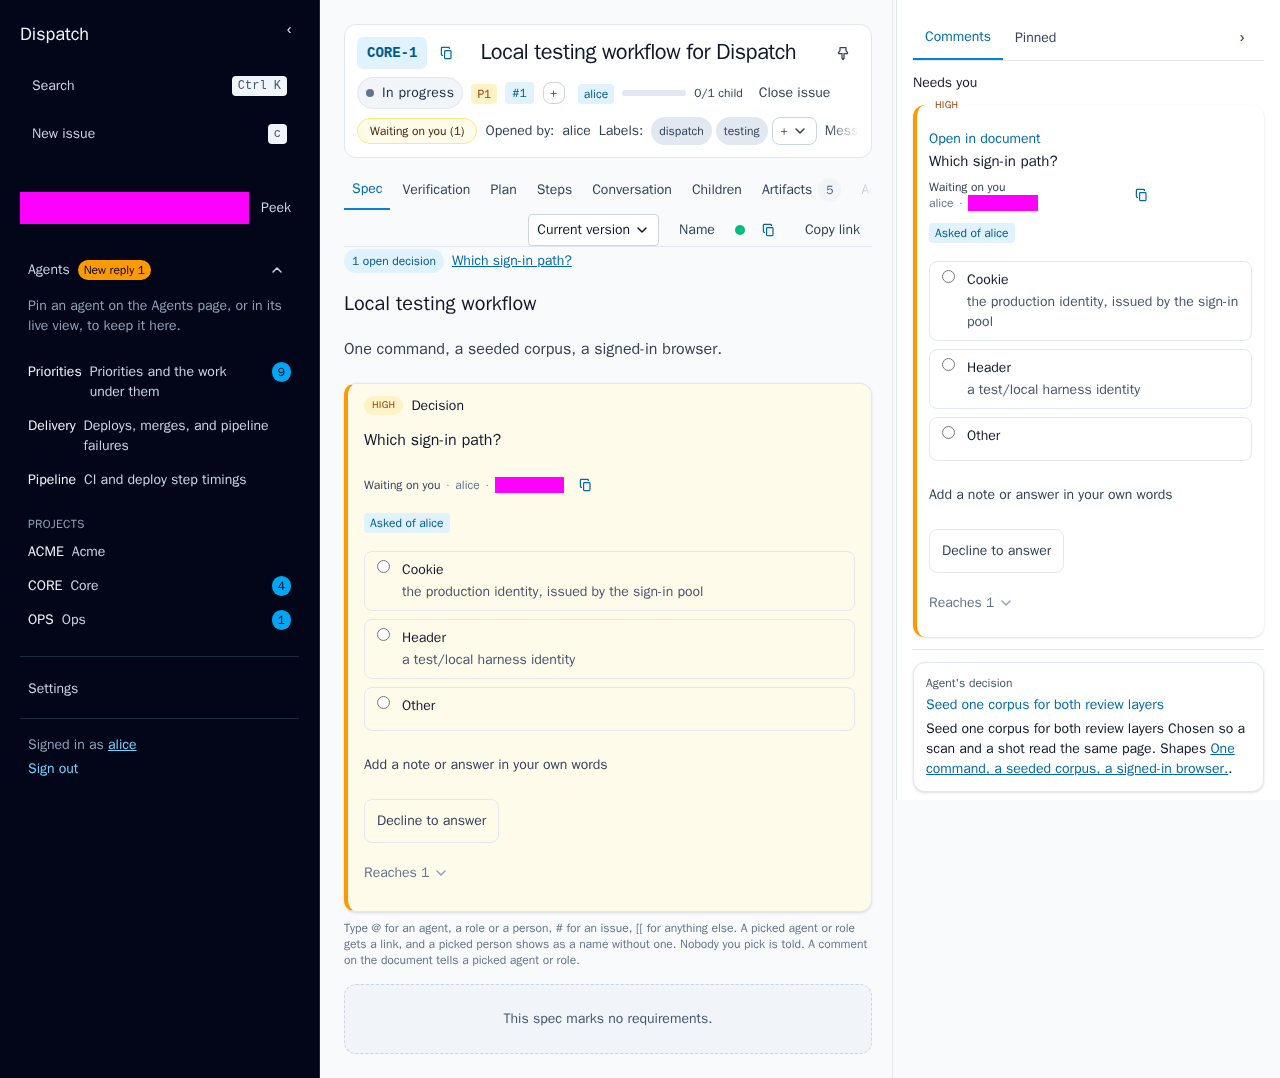 Dispatch
Search
Ctrl K
New issue
C
Peek
Agents
New reply 1
Pin an agent on the Agents page, or in its
live view, to keep it here.
Priorities
Priorities and the work
under them
9
Delivery
Deploys, merges, and pipeline
failures
Pipeline
CI and deploy step timings
PROJECTS
ACME Acme
CORE Core
4
OPS Ops
1
Settings
Signed in as alice
Sign out
CORE-1
Local testing workflow for Dispatch
In progress
P1
#1
+
alice
0/1 child
Close issue
Waiting on you (1)
Opened by: alice
Labels:
dispatch
testing
+
Mess
Spec
Verification
Plan
Steps
Conversation
Children
Artifacts 5
Current version
Name
Copy link
1 open decision
Which sign-in path?
Local testing workflow
One command, a seeded corpus, a signed-in browser.
HIGH
Decision
Which sign-in path?
Waiting on you · alice ·
Asked of alice
Cookie
the production identity, issued by the sign-in pool
Header
a test/local harness identity
Other
Add a note or answer in your own words
Decline to answer
Reaches 1
Type @ for an agent, a role or a person, # for an issue, [[ for anything else. A picked agent or role
gets a link, and a picked person shows as a name without one. Nobody you pick is told. A comment
on the document tells a picked agent or role.
This spec marks no requirements.
Comments
Pinned
Needs you
HIGH
Open in document
Which sign-in path?
Waiting on you
alice ·
Asked of alice
Cookie
the production identity, issued by the sign-in
pool
Header
a test/local harness identity
Other
Add a note or answer in your own words
Decline to answer
Reaches 1
Agent's decision
Seed one corpus for both review layers
Seed one corpus for both review layers Chosen so a
scan and a shot read the same page. Shapes One
command, a seeded corpus, a signed-in browser..